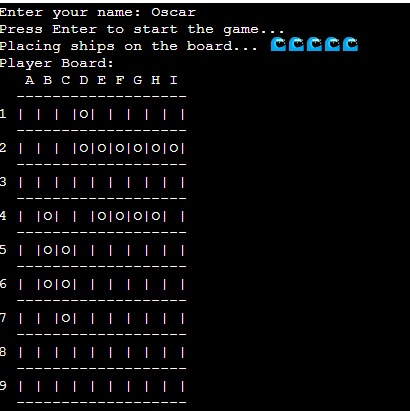 Enter your name: Oscar
Press Enter to start the game...
Placing ships on the board... 🌊🌊🌊🌊🌊
Player Board:
   A B C D E F G H I
  -------------------
1 | | | |O| | | | | |
  -------------------
2 | | | |O|O|O|O|O|O|
  -------------------
3 | | | | | | | | | |
  -------------------
4 | |O| | |O|O|O|O| |
  -------------------
5 | |O|O| | | | | | |
  -------------------
6 | |O|O| | | | | | |
  -------------------
7 | | |O| | | | | | |
  -------------------
8 | | | | | | | | | |
  -------------------
9 | | | | | | | | | |
  -------------------